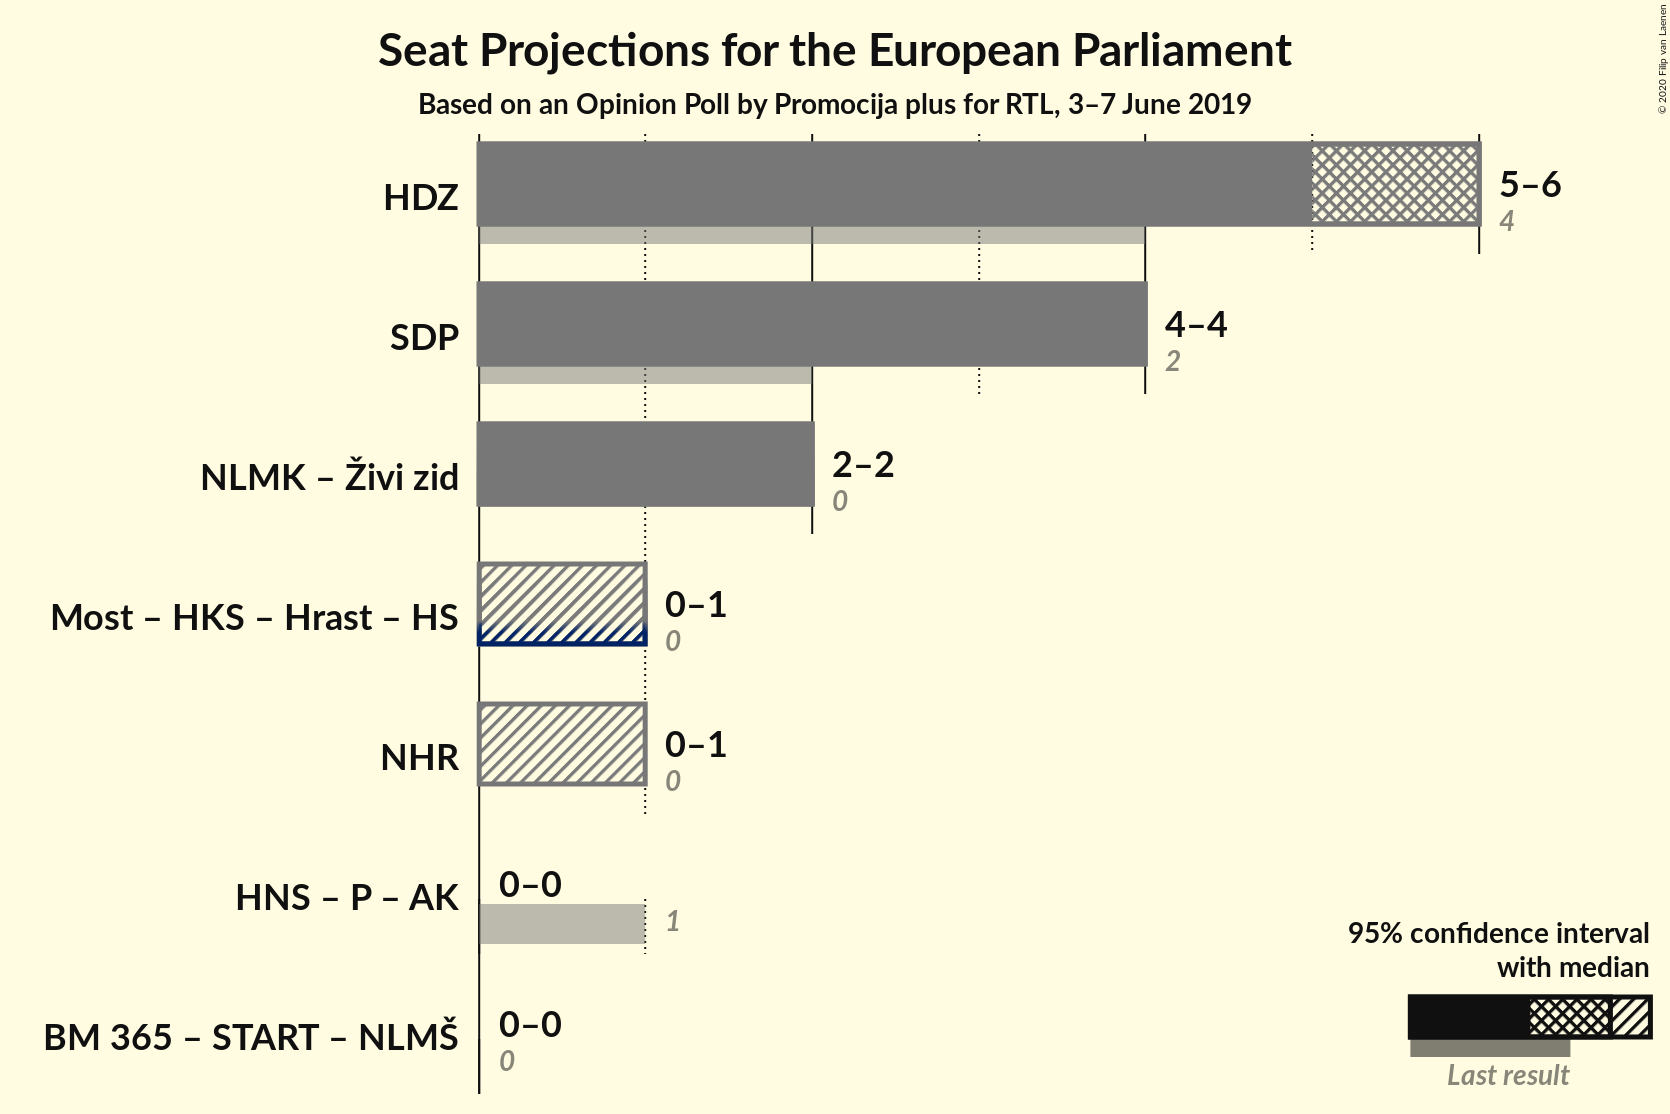 Seat Projections for the European Parliament
Based on an Opinion Poll by Promocija plus for RTL, 3–7 June 2019
© 2020 Filip van Laenen
HDZ
5–6
4
SDP
4–4
2
NLMK – Živi zid
2–2
0
Most – HKS – Hrast – HS
0–1
0
NHR
0–1
0
HNS – P – AK
0–0
1
BM 365 – START – NLMŠ
0–0
0
95% confidence interval
with median
Last result